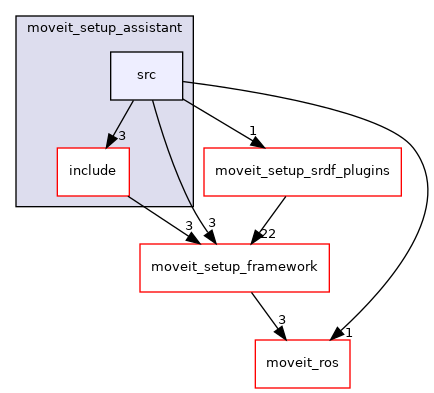 moveit_setup_assistant
src
3
1
include
moveit_setup_srdf_plugins
3
3
22
moveit_setup_framework
3
1
moveit_ros